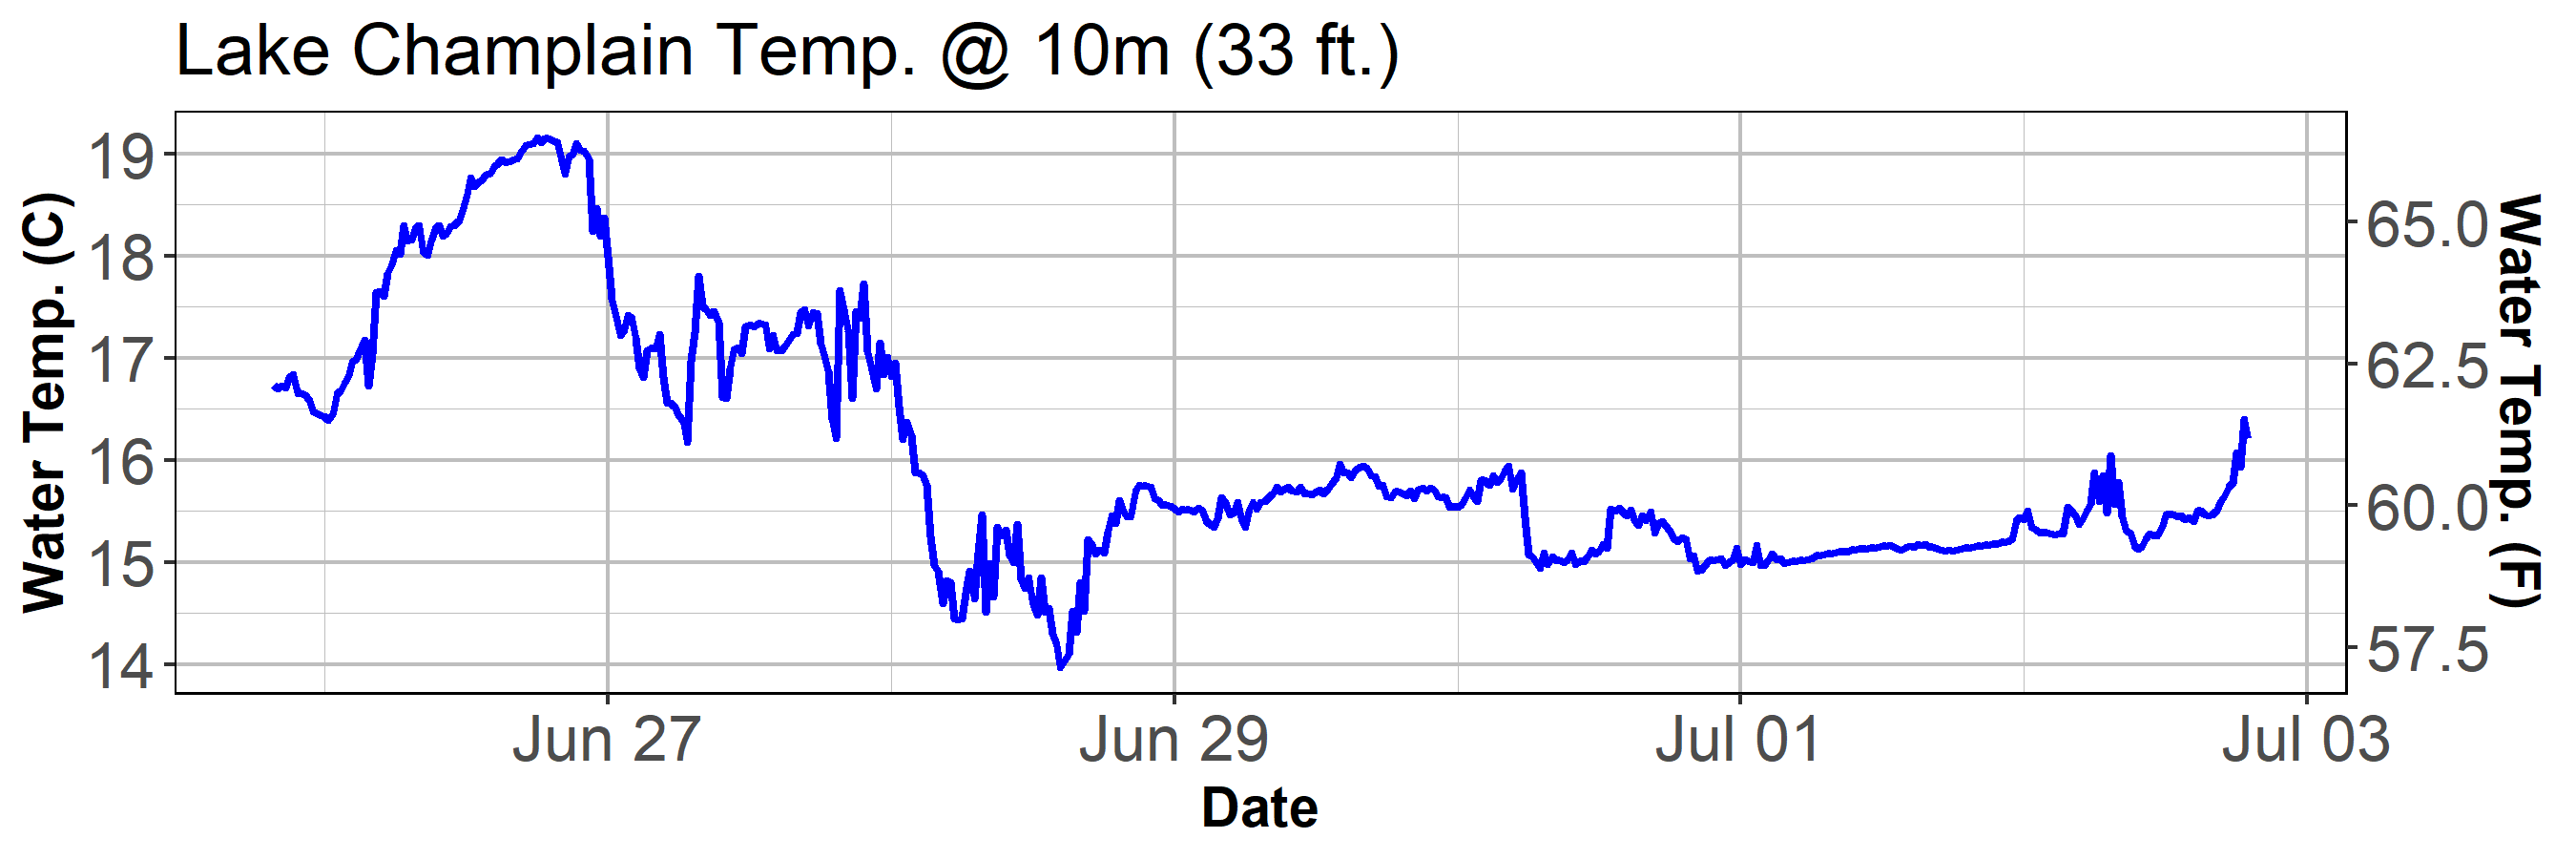 Lake Champlain Temp. @ 10m (33 ft.)
Water Temp. (C)
19
18
17
16
15
14
65.0
62.5
60.0
57.5
Water Temp. (F)
Jun 27
Jun 29
Jul 01
Jul 03
Date